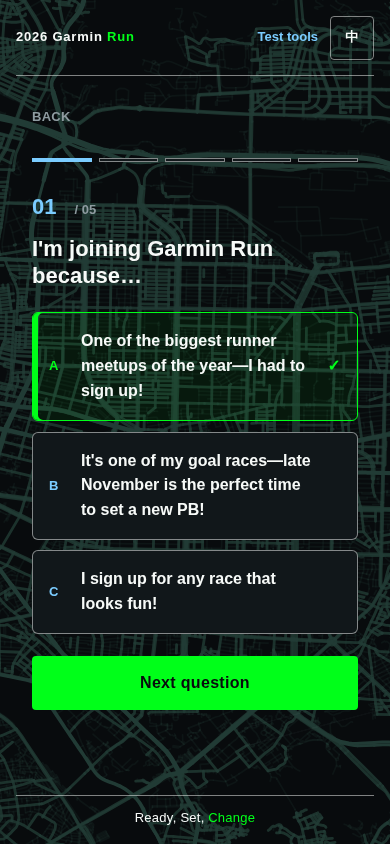 2026 Garmin Run
Test tools
中
BACK
01 / 05
I'm joining Garmin Run
because…
A
One of the biggest runner
meetups of the year—I had to
sign up!
✓
B
It's one of my goal races—late
November is the perfect time
to set a new PB!
C
I sign up for any race that
looks fun!
Next question
Ready, Set, Change